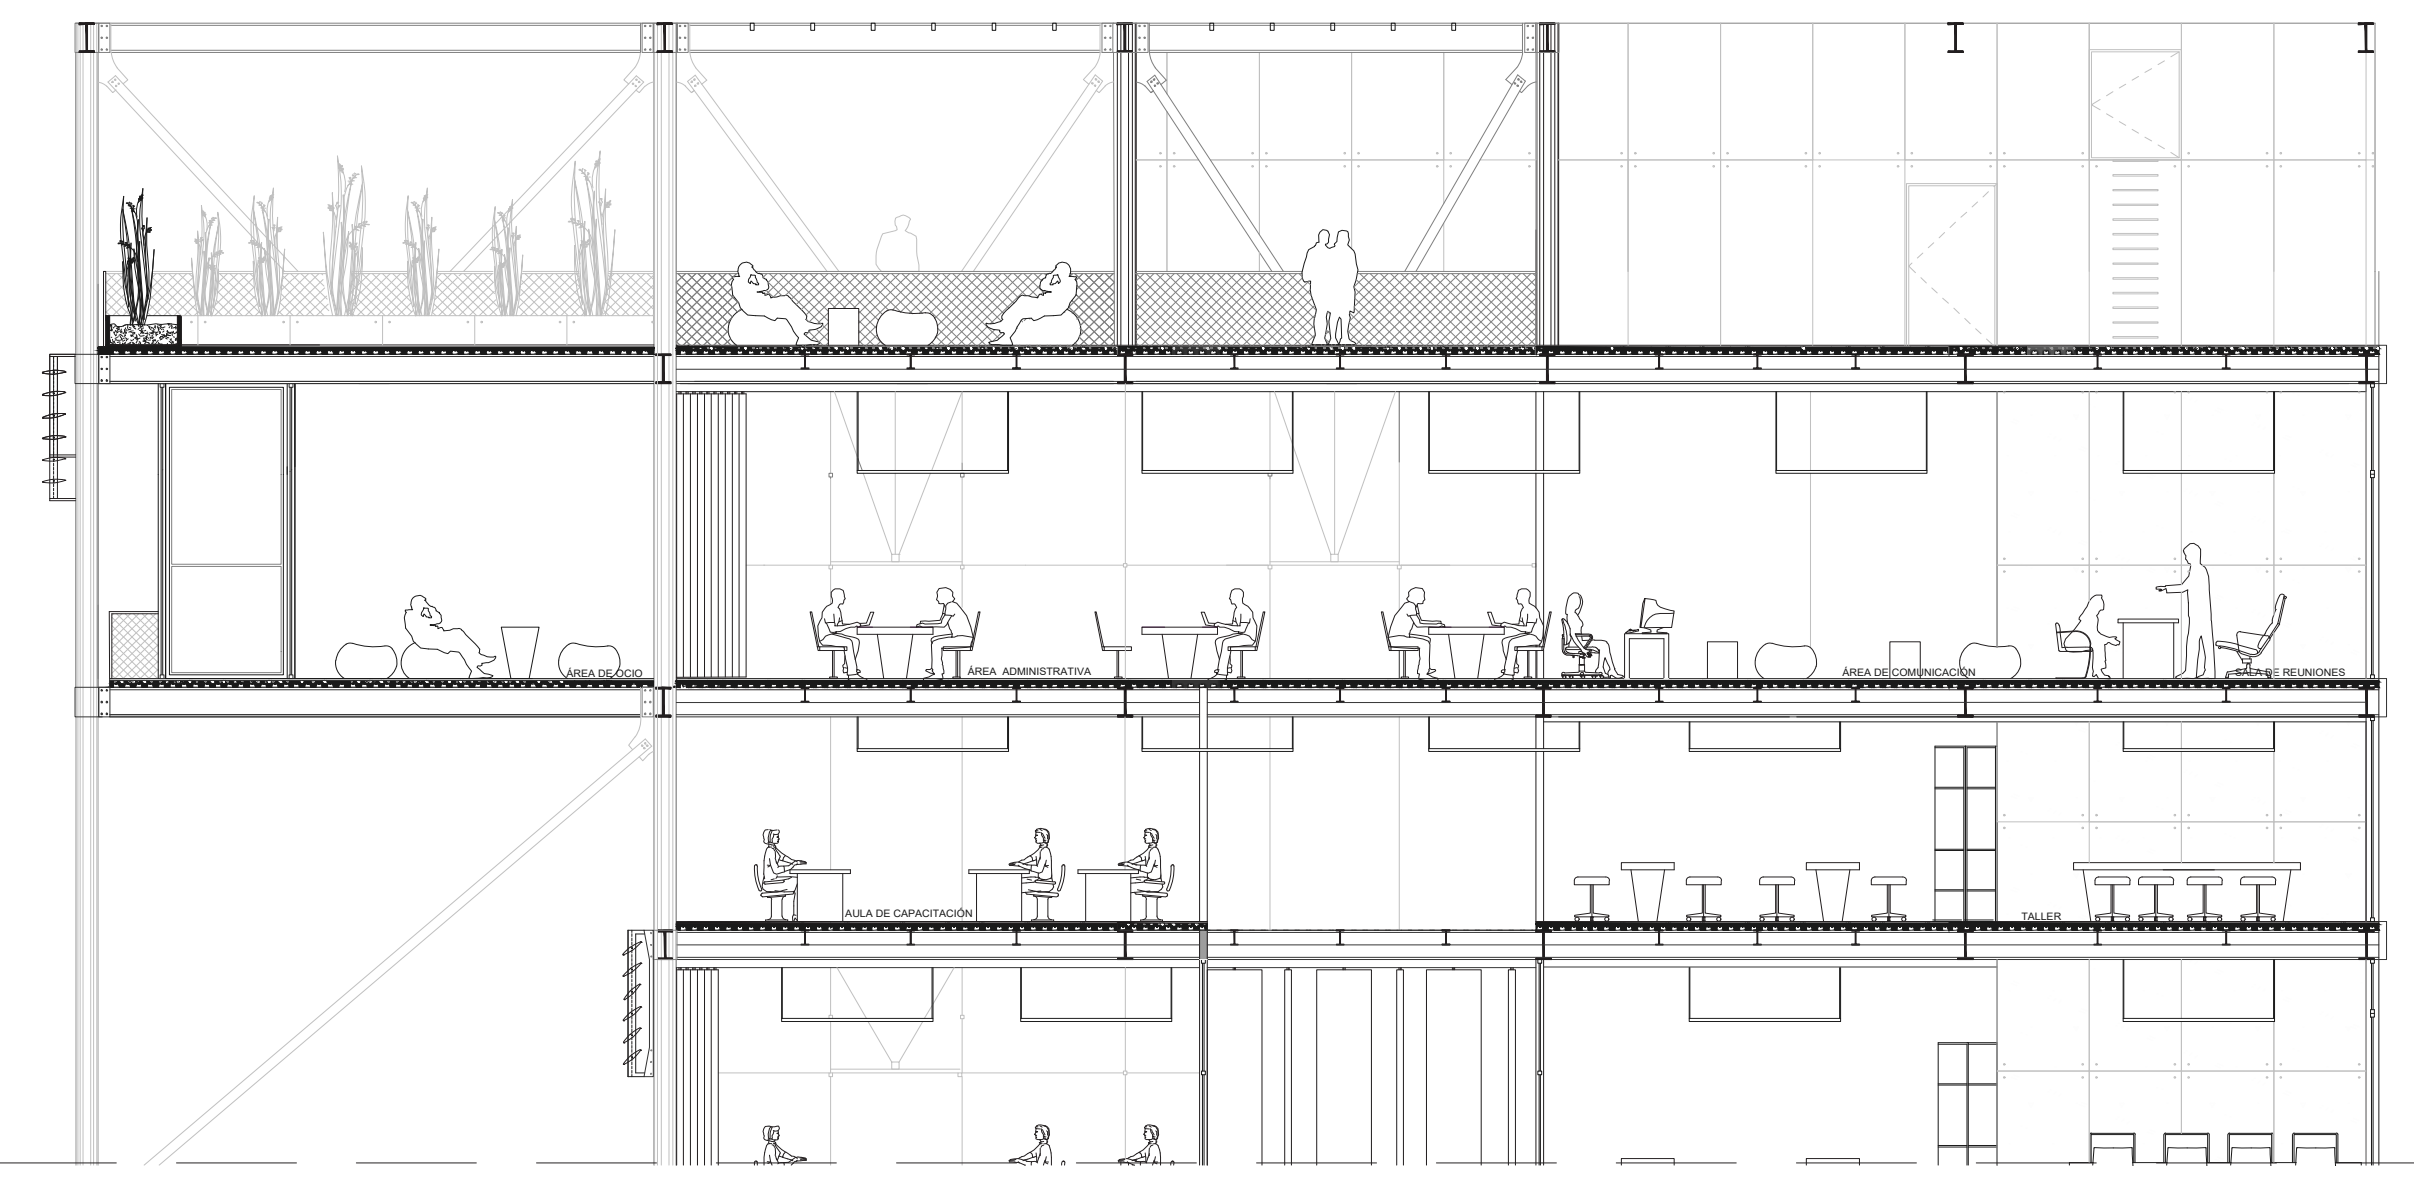 ÁREA DE OCIO
ÁREA ADMINISTRATIVA
ÁREA DE COMUNICACIÓN
SALA DE REUNIONES
AULA DE CAPACITACIÓN
TALLER